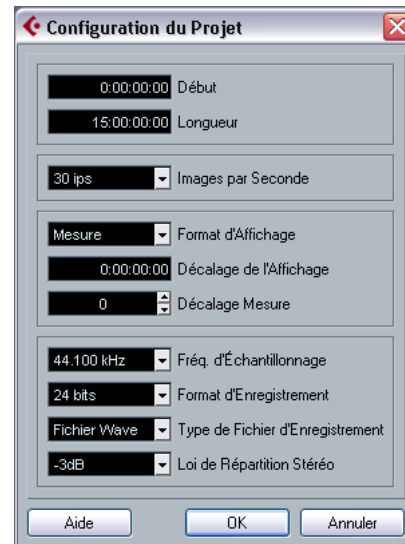 Configuration du Projet
0:00:00:00 Début
15:00:00:00 Longueur
30 ips Images par Seconde
Mesure Format d'Affichage
0:00:00:00 Décalage de l'Affichage
0 Décalage Mesure
44.100 kHz Fréq. d'Échantillonnage
24 bits Format d'Enregistrement
Fichier Wave Type de Fichier d'Enregistrement
-3dB Loi de Répartition Stéréo
Aide OK Annuler